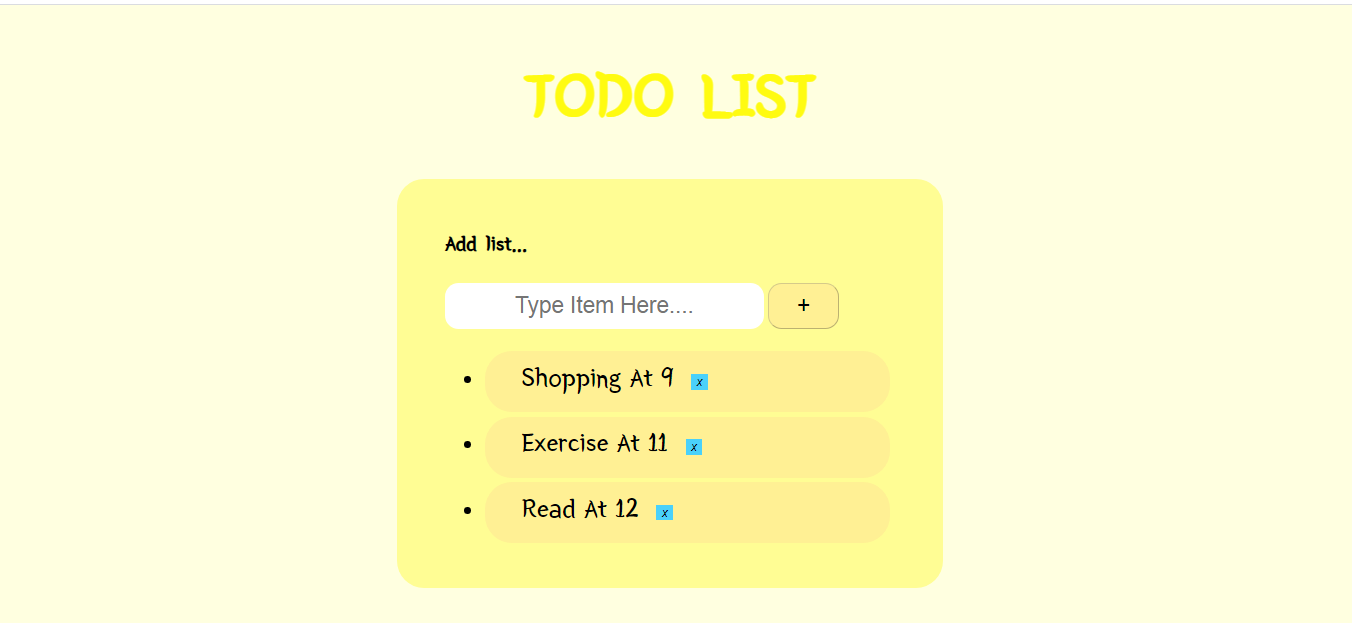 TODO LIST
Add list...
Type Item Here....
+
Shopping At 9 x
Exercise At 11 x
Read At 12 x